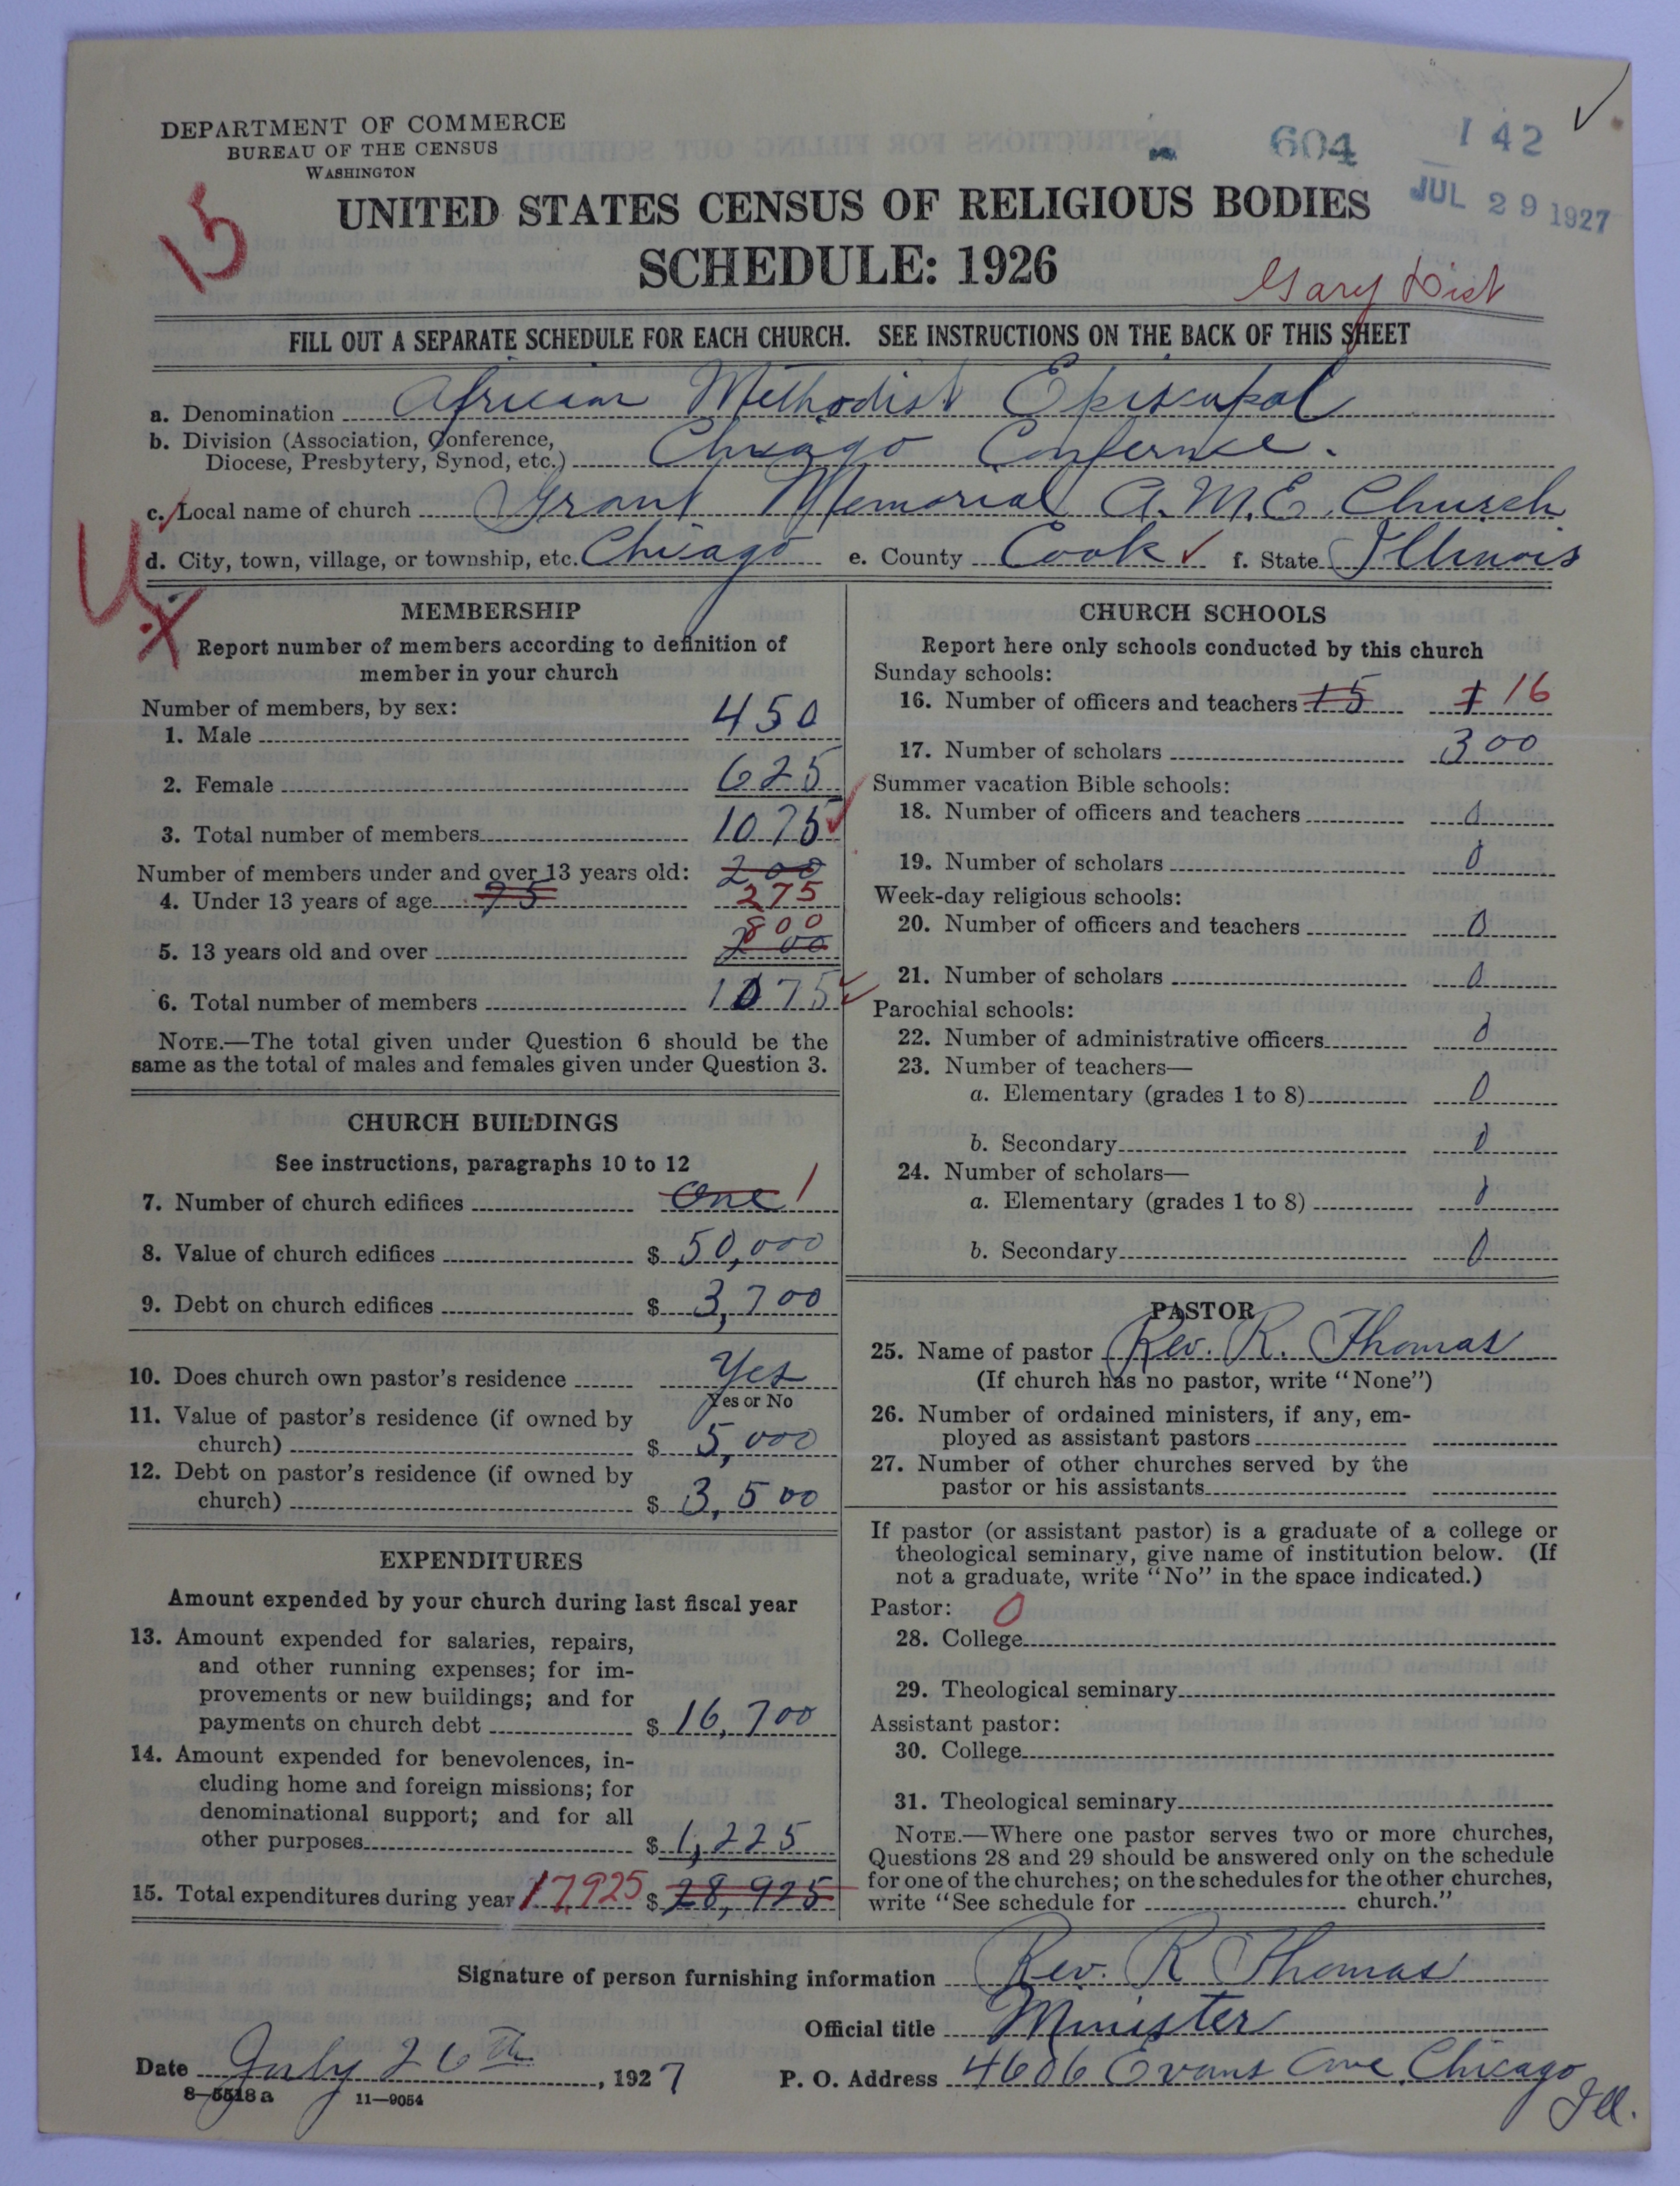 604 142
JUL 29 1927
DEPARTMENT OF COMMERCE
BUREAU OF THE CENSUS
WASHINGTON
15
UNITED STATES CENSUS OF RELIGIOUS BODIES
SCHEDULE: 1926
Gary Dist
FILL OUT A SEPARATE SCHEDULE FOR EACH CHURCH. SEE INSTRUCTIONS ON THE BACK OF THIS SHEET
a. Denomination African Methodist Episcopal
b. Division (Association, Conference,
Diocese, Presbytery, Synod, etc.) Chicago Confernce.
c. Local name of church Grant Memorial A.M.E. Church
d. City, town, village, or township, etc. Chicago e. County Cook f. State Illinois
MEMBERSHIP
Report number of members according to definition of
member in your church
Number of members, by sex:
1. Male 450
2. Female 625
3. Total number of members 1075
Number of members under and over 13 years old: 200
4. Under 13 years of age 75 275
800
5. 13 years old and over
6. Total number of members 1075
NOTE.—The total given under Question 6 should be the
same as the total of males and females given under Question 3.
CHURCH BUILDINGS
See instructions, paragraphs 10 to 12
7. Number of church edifices One 1
8. Value of church edifices $ 50,000
9. Debt on church edifices $ 3,700
10. Does church own pastor's residence Yes
Yes or No
11. Value of pastor's residence (if owned by
church) $ 5,000
12. Debt on pastor's residence (if owned by
church) $ 3,500
EXPENDITURES
Amount expended by your church during last fiscal year
13. Amount expended for salaries, repairs,
and other running expenses; for im-
provements or new buildings; and for
payments on church debt $ 16,700
14. Amount expended for benevolences, in-
cluding home and foreign missions; for
denominational support; and for all
other purposes $ 1,225
15. Total expenditures during year 17,925 $ 28,925
CHURCH SCHOOLS
Report here only schools conducted by this church
Sunday schools:
16. Number of officers and teachers 15 1 16
17. Number of scholars 300
Summer vacation Bible schools:
18. Number of officers and teachers 0
19. Number of scholars 0
Week-day religious schools:
20. Number of officers and teachers 0
21. Number of scholars 0
Parochial schools:
22. Number of administrative officers 0
23. Number of teachers—
a. Elementary (grades 1 to 8) 0
b. Secondary 0
24. Number of scholars—
a. Elementary (grades 1 to 8) 0
b. Secondary 0
PASTOR
25. Name of pastor Rev. R. Thomas
(If church has no pastor, write "None")
26. Number of ordained ministers, if any, em-
ployed as assistant pastors
27. Number of other churches served by the
pastor or his assistants
If pastor (or assistant pastor) is a graduate of a college or
theological seminary, give name of institution below. (If
not a graduate, write "No" in the space indicated.)
Pastor: 0
28. College
29. Theological seminary
Assistant pastor:
30. College
31. Theological seminary
NOTE.—Where one pastor serves two or more churches,
Questions 28 and 29 should be answered only on the schedule
for one of the churches; on the schedules for the other churches,
write "See schedule for church."
Signature of person furnishing information Rev. R Thomas
Official title Minister
Date July 26th, 1927 P. O. Address 4606 Evans Ave, Chicago
Ill.
8—5518a 11—9054